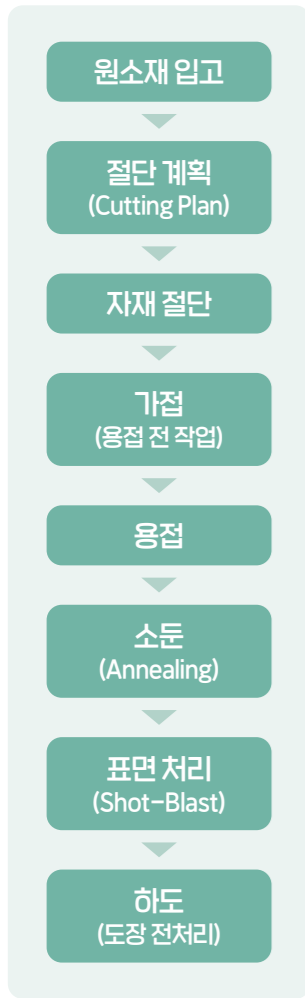 원소재 입고
절단 계획
(Cutting Plan)
자재 절단
가접
(용접 전 작업)
용접
소둔
(Annealing)
표면 처리
(Shot-Blast)
하도
(도장 전처리)